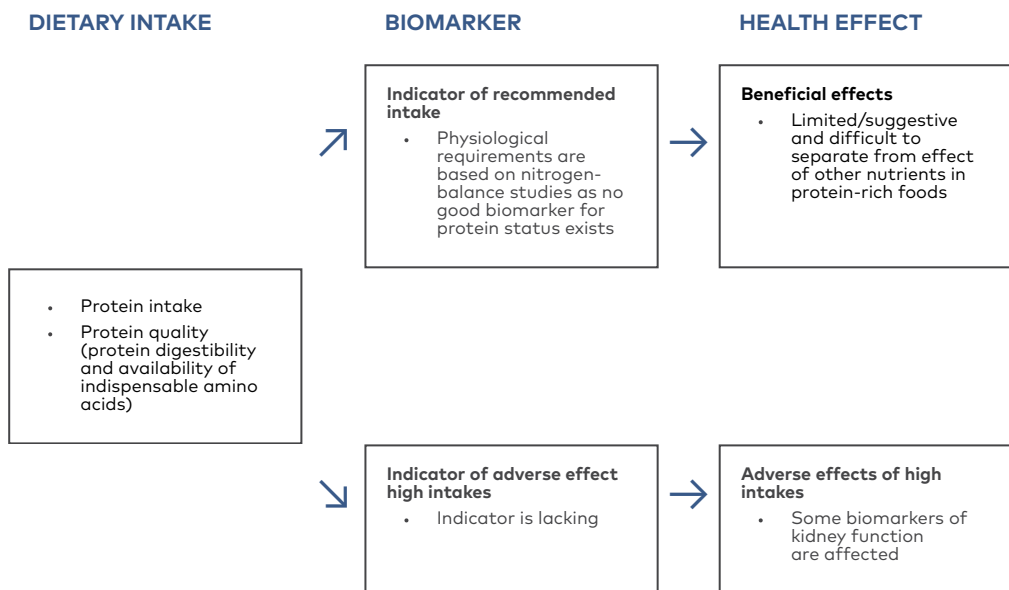 DIETARY INTAKE
BIOMARKER
HEALTH EFFECT
Indicator of recommended
intake
• Physiological
requirements are
based on nitrogen-
balance studies as no
good biomarker for
protein status exists
Beneficial effects
• Limited/suggestive
and difficult to
separate from effect
of other nutrients in
protein-rich foods
• Protein intake
• Protein quality
(protein digestibility
and availability of
indispensable amino
acids)
Indicator of adverse effect
high intakes
• Indicator is lacking
Adverse effects of high
intakes
• Some biomarkers of
kidney function
are affected